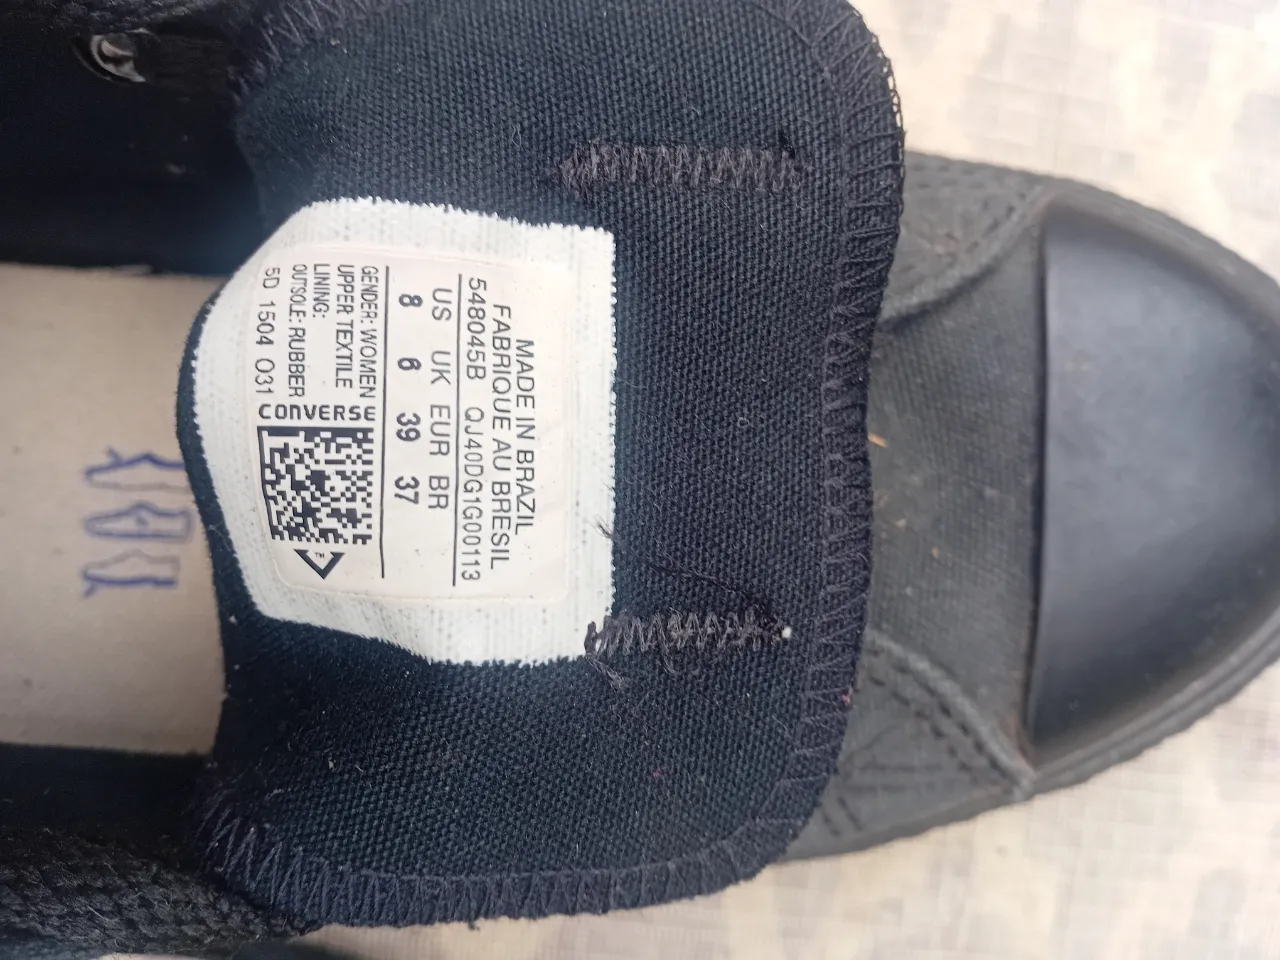 MADE IN BRAZIL
FABRIQUE AU BRESIL
548045B QJ40DG1G00113
US UK EUR BR
8 6 39 37
GENDER: WOMEN
UPPER TEXTILE
LINING:
OUTSOLE: RUBBER
5D 1504 O31
CONVERSE